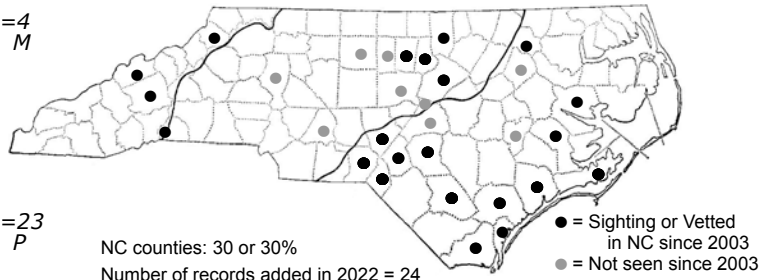 =4
M
=23
P
NC counties: 30 or 30%
Number of records added in 2022 = 24
= Sighting or Vetted
in NC since 2003
= Not seen since 2003